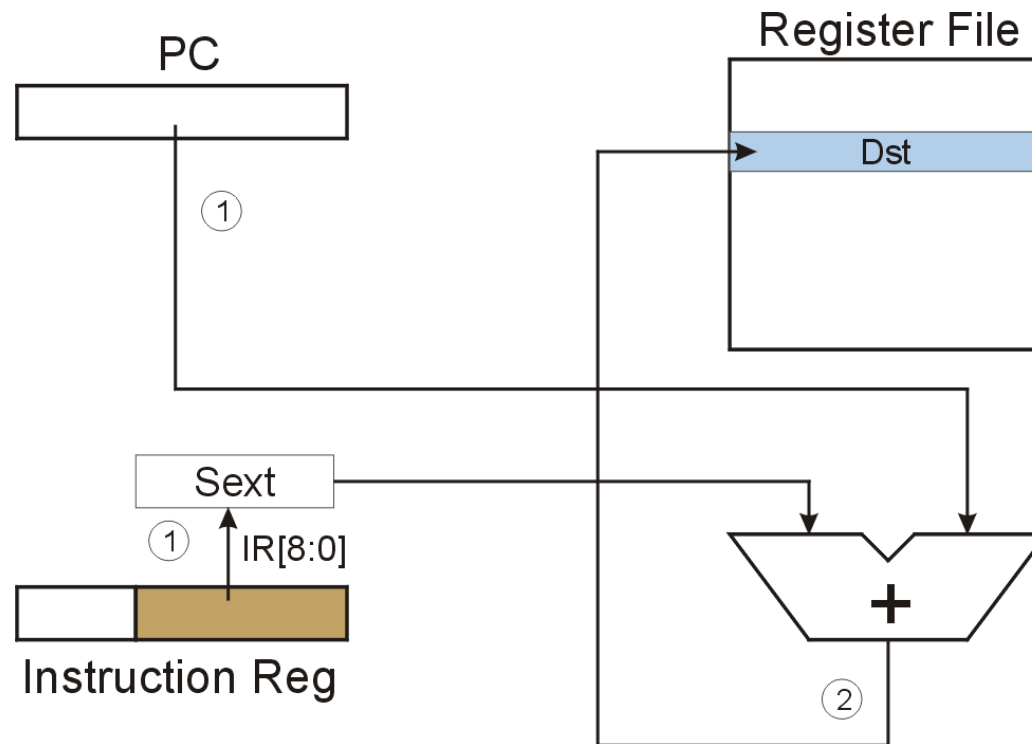 PC
Register File
Dst
1
Sext
1
IR[8:0]
+
Instruction Reg
2